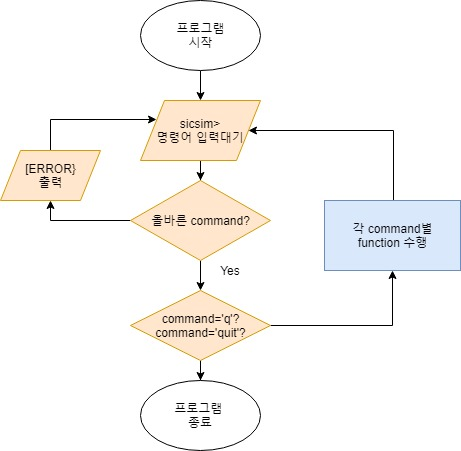 프로그램
시작
sicsim>
명령어 입력대기
[ERROR}
출력
올바른 command?
각 command별
function 수행
Yes
command='q'?
command='quit'?
프로그램
종료